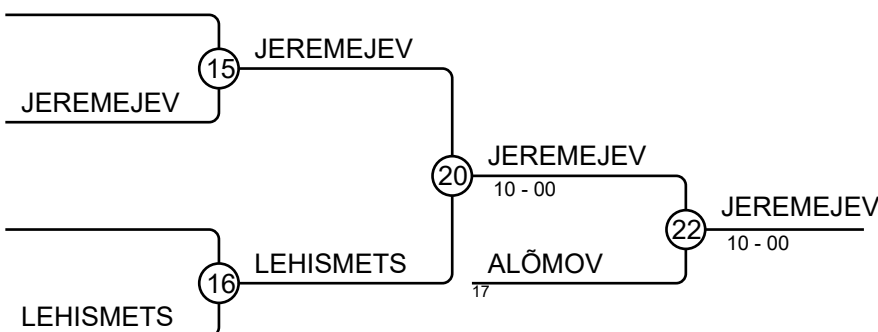 JEREMEJEV
15
JEREMEJEV
JEREMEJEV
20
10 - 00
JEREMEJEV
22
10 - 00
LEHISMETS
16
LEHISMETS
ALÕMOV
17